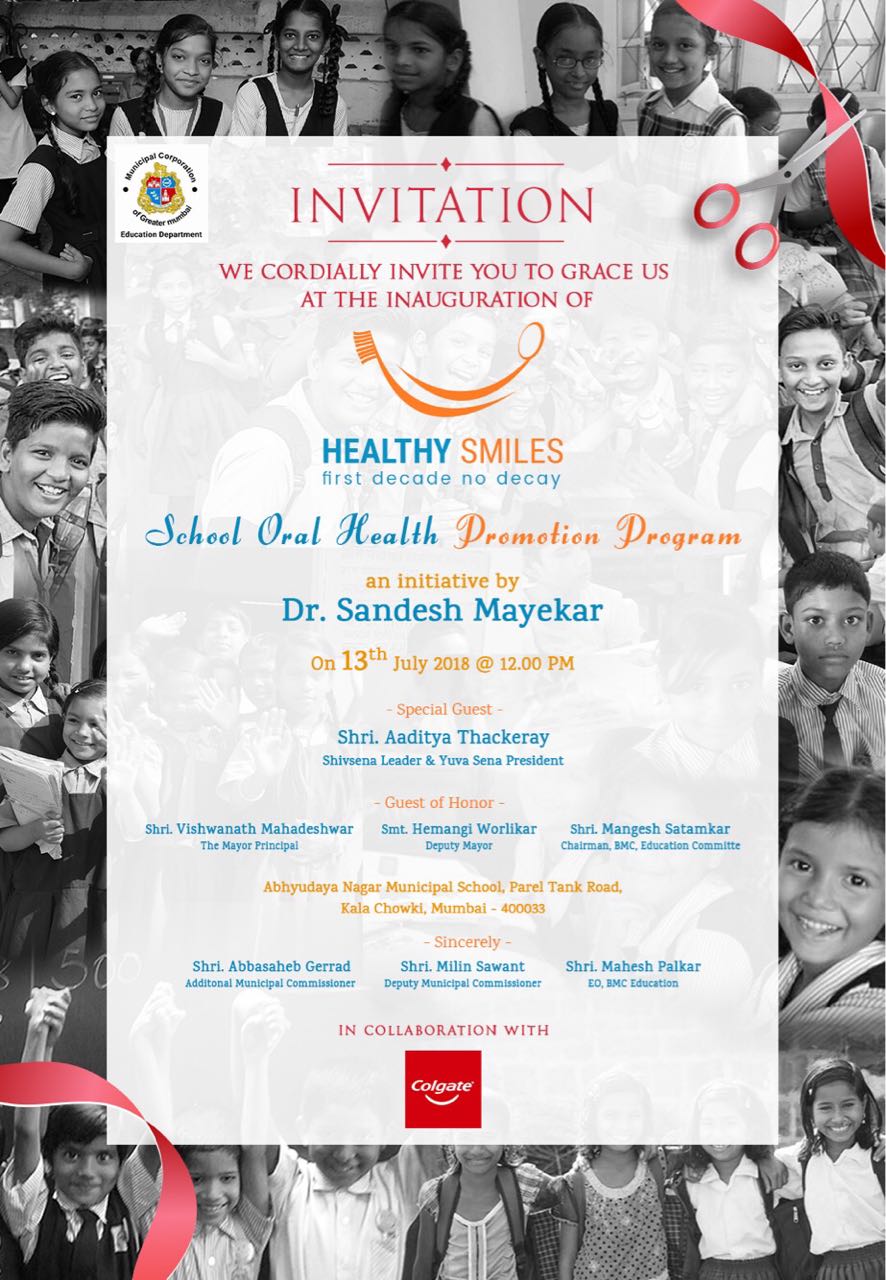 Municipal Corporation
of Greater mumbai
Education Department
INVITATION
WE CORDIALLY INVITE YOU TO GRACE US
AT THE INAUGURATION OF
HEALTHY SMILES
first decade no decay
School Oral Health Promotion Program
an initiative by
Dr. Sandesh Mayekar
On 13th July 2018 @ 12.00 PM
- Special Guest -
Shri. Aaditya Thackeray
Shivsena Leader & Yuva Sena President
- Guest of Honor -
Shri. Vishwanath Mahadeshwar
The Mayor Principal
Smt. Hemangi Worlikar
Deputy Mayor
Shri. Mangesh Satamkar
Chairman, BMC, Education Committe
Abhyudaya Nagar Municipal School, Parel Tank Road,
Kala Chowki, Mumbai - 400033
- Sincerely -
Shri. Abbasaheb Gerrad
Additonal Municipal Commissioner
Shri. Milin Sawant
Deputy Municipal Commissioner
Shri. Mahesh Palkar
EO, BMC Education
IN COLLABORATION WITH
Colgate